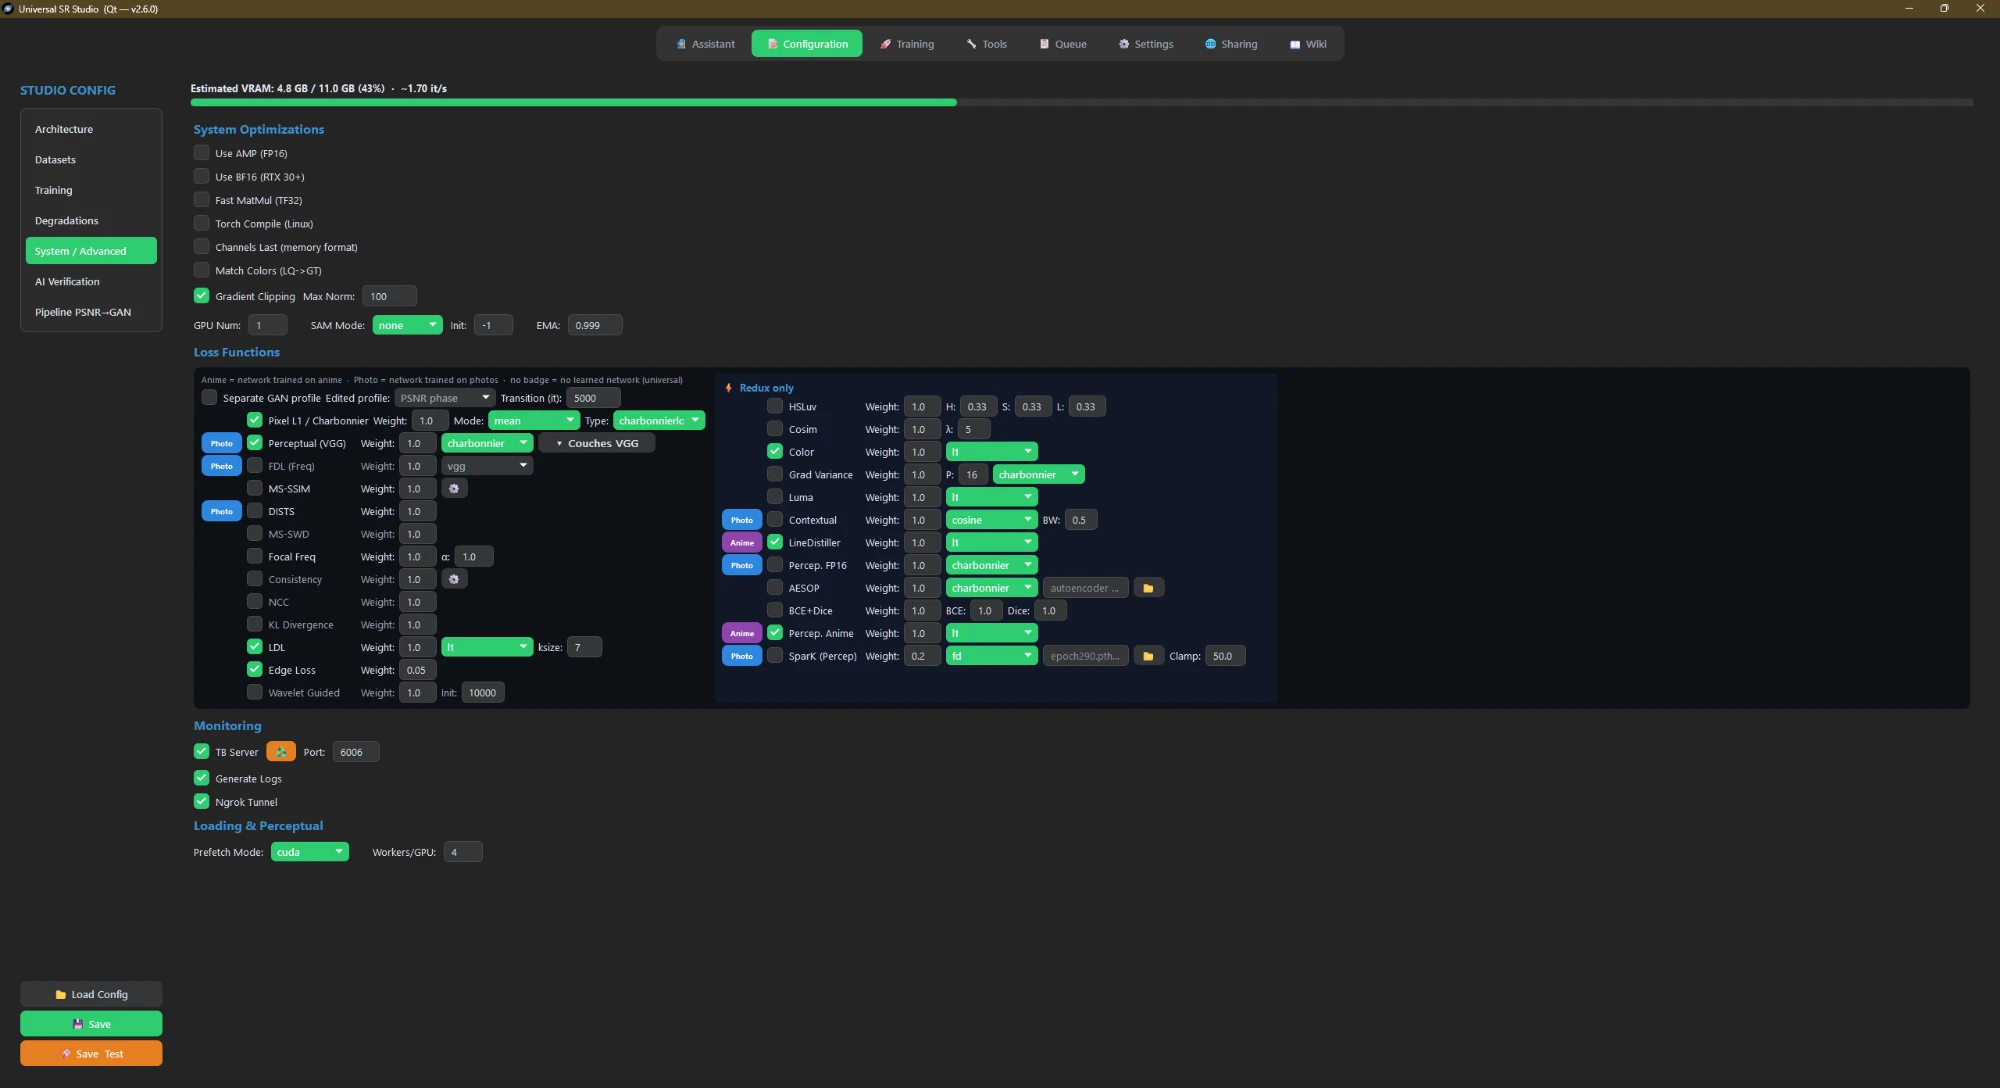 Universal SR Studio (Qt — v2.6.0)
Assistant Configuration Training Tools Queue Settings Sharing Wiki
STUDIO CONFIG
Architecture
Datasets
Training
Degradations
System / Advanced
AI Verification
Pipeline PSNR→GAN
Load Config
Save
Save Test
Estimated VRAM: 4.8 GB / 11.0 GB (43%) · ~1.70 it/s
System Optimizations
Use AMP (FP16)
Use BF16 (RTX 30+)
Fast MatMul (TF32)
Torch Compile (Linux)
Channels Last (memory format)
Match Colors (LQ->GT)
Gradient Clipping Max Norm: 100
GPU Num: 1 SAM Mode: none Init: -1 EMA: 0.999
Loss Functions
Anime = network trained on anime · Photo = network trained on photos · no badge = no learned network (universal)
Separate GAN profile Edited profile: PSNR phase Transition (it): 5000
Pixel L1 / Charbonnier Weight: 1.0 Mode: mean Type: charbonnierlc
Photo Perceptual (VGG) Weight: 1.0 charbonnier ▾ Couches VGG
Photo FDL (Freq) Weight: 1.0 vgg
MS-SSIM Weight: 1.0
Photo DISTS Weight: 1.0
MS-SWD Weight: 1.0
Focal Freq Weight: 1.0 α: 1.0
Consistency Weight: 1.0
NCC Weight: 1.0
KL Divergence Weight: 1.0
LDL Weight: 1.0 l1 ksize: 7
Edge Loss Weight: 0.05
Wavelet Guided Weight: 1.0 Init: 10000
Redux only
HSLuv Weight: 1.0 H: 0.33 S: 0.33 L: 0.33
Cosim Weight: 1.0 λ: 5
Color Weight: 1.0 l1
Grad Variance Weight: 1.0 P: 16 charbonnier
Luma Weight: 1.0 l1
Photo Contextual Weight: 1.0 cosine BW: 0.5
Anime LineDistiller Weight: 1.0 l1
Photo Percep. FP16 Weight: 1.0 charbonnier
AESOP Weight: 1.0 charbonnier autoencoder ...
BCE+Dice Weight: 1.0 BCE: 1.0 Dice: 1.0
Anime Percep. Anime Weight: 1.0 l1
Photo SparK (Percep) Weight: 0.2 fd epoch290.pth... Clamp: 50.0
Monitoring
TB Server Port: 6006
Generate Logs
Ngrok Tunnel
Loading & Perceptual
Prefetch Mode: cuda Workers/GPU: 4